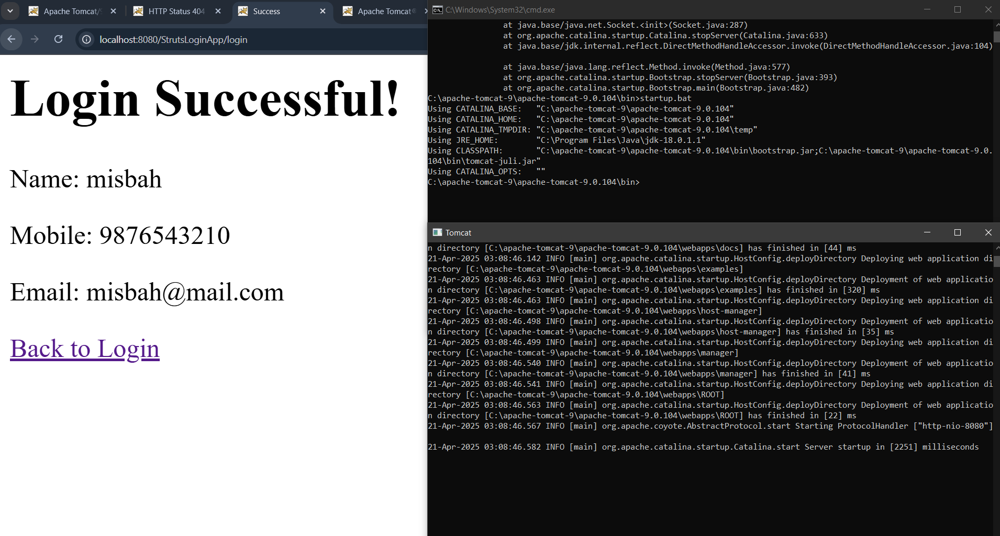 Apache Tomcat/
HTTP Status 404
Success
Apache Tomcat®
localhost:8080/StrutsLoginApp/login
Login Successful!
Name: misbah
Mobile: 9876543210
Email: misbah@mail.com
Back to Login
C:\Windows\System32\cmd.exe
at java.base/java.net.Socket.<init>(Socket.java:287)
at org.apache.catalina.startup.Catalina.stopServer(Catalina.java:633)
at java.base/jdk.internal.reflect.DirectMethodHandleAccessor.invoke(DirectMethodHandleAccessor.java:104)
at java.base/java.lang.reflect.Method.invoke(Method.java:577)
at org.apache.catalina.startup.Bootstrap.stopServer(Bootstrap.java:393)
at org.apache.catalina.startup.Bootstrap.main(Bootstrap.java:482)
C:\apache-tomcat-9\apache-tomcat-9.0.104\bin>startup.bat
Using CATALINA_BASE:   "C:\apache-tomcat-9\apache-tomcat-9.0.104"
Using CATALINA_HOME:   "C:\apache-tomcat-9\apache-tomcat-9.0.104"
Using CATALINA_TMPDIR: "C:\apache-tomcat-9\apache-tomcat-9.0.104\temp"
Using JRE_HOME:        "C:\Program Files\Java\jdk-18.0.1.1"
Using CLASSPATH:       "C:\apache-tomcat-9\apache-tomcat-9.0.104\bin\bootstrap.jar;C:\apache-tomcat-9\apache-tomcat-9.0.
104\bin\tomcat-juli.jar"
Using CATALINA_OPTS:   ""
C:\apache-tomcat-9\apache-tomcat-9.0.104\bin>
Tomcat
n directory [C:\apache-tomcat-9\apache-tomcat-9.0.104\webapps\docs] has finished in [44] ms
21-Apr-2025 03:08:46.142 INFO [main] org.apache.catalina.startup.HostConfig.deployDirectory Deploying web application di
rectory [C:\apache-tomcat-9\apache-tomcat-9.0.104\webapps\examples]
21-Apr-2025 03:08:46.463 INFO [main] org.apache.catalina.startup.HostConfig.deployDirectory Deployment of web applicatio
n directory [C:\apache-tomcat-9\apache-tomcat-9.0.104\webapps\examples] has finished in [320] ms
21-Apr-2025 03:08:46.463 INFO [main] org.apache.catalina.startup.HostConfig.deployDirectory Deploying web application di
rectory [C:\apache-tomcat-9\apache-tomcat-9.0.104\webapps\host-manager]
21-Apr-2025 03:08:46.498 INFO [main] org.apache.catalina.startup.HostConfig.deployDirectory Deployment of web applicatio
n directory [C:\apache-tomcat-9\apache-tomcat-9.0.104\webapps\host-manager] has finished in [35] ms
21-Apr-2025 03:08:46.499 INFO [main] org.apache.catalina.startup.HostConfig.deployDirectory Deploying web application di
rectory [C:\apache-tomcat-9\apache-tomcat-9.0.104\webapps\manager]
21-Apr-2025 03:08:46.540 INFO [main] org.apache.catalina.startup.HostConfig.deployDirectory Deployment of web applicatio
n directory [C:\apache-tomcat-9\apache-tomcat-9.0.104\webapps\manager] has finished in [41] ms
21-Apr-2025 03:08:46.541 INFO [main] org.apache.catalina.startup.HostConfig.deployDirectory Deploying web application di
rectory [C:\apache-tomcat-9\apache-tomcat-9.0.104\webapps\ROOT]
21-Apr-2025 03:08:46.563 INFO [main] org.apache.catalina.startup.HostConfig.deployDirectory Deployment of web applicatio
n directory [C:\apache-tomcat-9\apache-tomcat-9.0.104\webapps\ROOT] has finished in [22] ms
21-Apr-2025 03:08:46.567 INFO [main] org.apache.coyote.AbstractProtocol.start Starting ProtocolHandler ["http-nio-8080"]
21-Apr-2025 03:08:46.582 INFO [main] org.apache.catalina.startup.Catalina.start Server startup in [2251] milliseconds